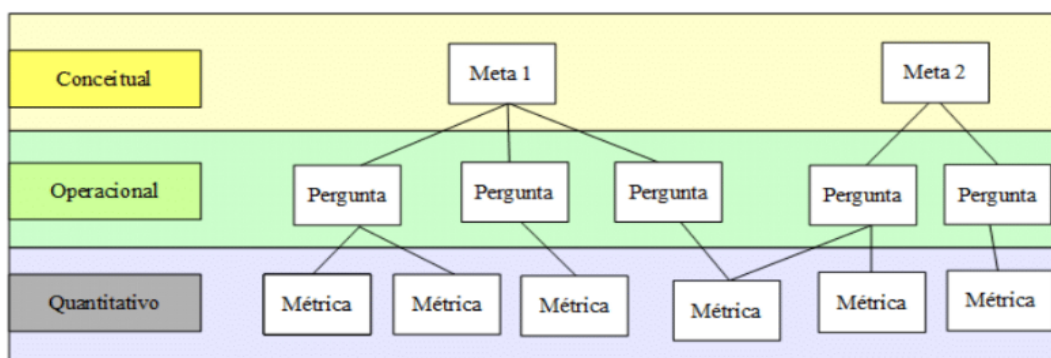 Conceitual
Meta 1
Meta 2
Operacional
Pergunta
Pergunta
Pergunta
Pergunta
Pergunta
Quantitativo
Métrica
Métrica
Métrica
Métrica
Métrica
Métrica